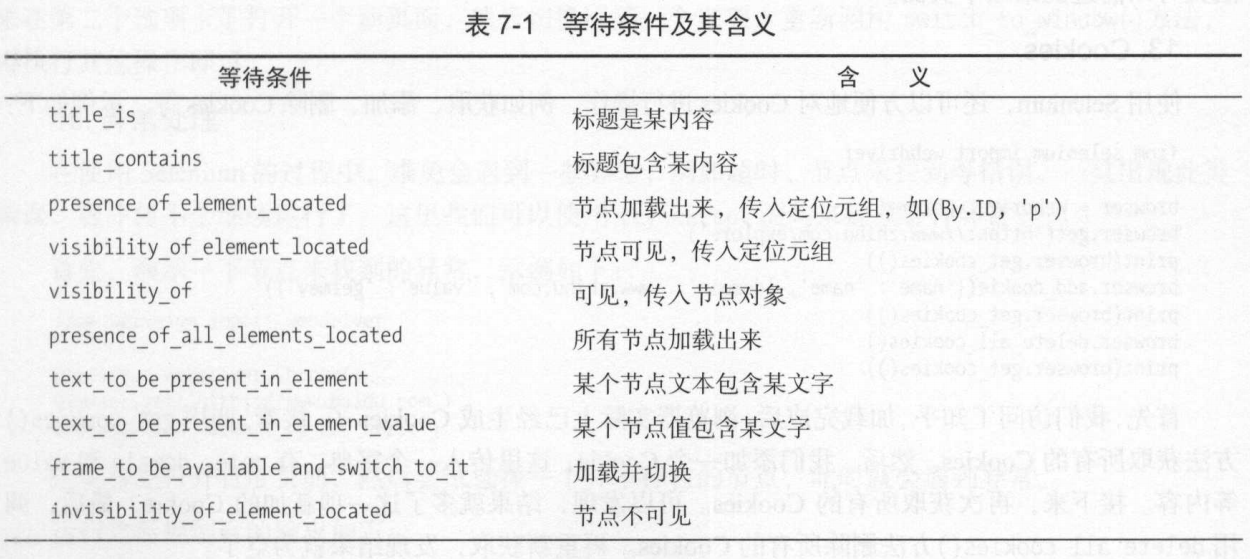 表 7-1 等待条件及其含义
等待条件 含 义
title_is 标题是某内容
title_contains 标题包含某内容
presence_of_element_located 节点加载出来，传入定位元组，如(By.ID, 'p')
visibility_of_element_located 节点可见，传入定位元组
visibility_of 可见，传入节点对象
presence_of_all_elements_located 所有节点加载出来
text_to_be_present_in_element 某个节点文本包含某文字
text_to_be_present_in_element_value 某个节点值包含某文字
frame_to_be_available_and_switch_to_it 加载并切换
invisibility_of_element_located 节点不可见